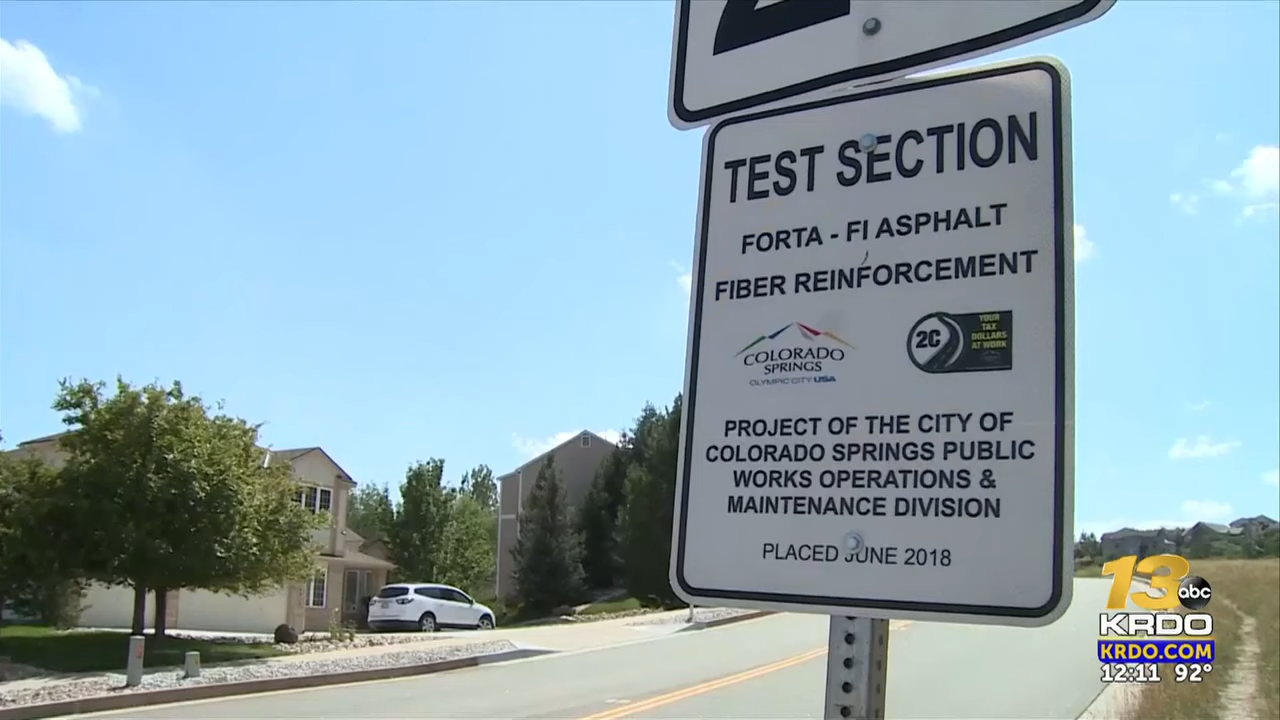 TEST SECTION
FORTA - FI ASPHALT
FIBER REINFORCEMENT
COLORADO
SPRINGS
OLYMPIC CITY USA
2C
YOUR
TAX
DOLLARS
AT WORK
PROJECT OF THE CITY OF
COLORADO SPRINGS PUBLIC
WORKS OPERATIONS &
MAINTENANCE DIVISION
PLACED JUNE 2018
13 abc
KRDO
KRDO.COM
12:11 92°